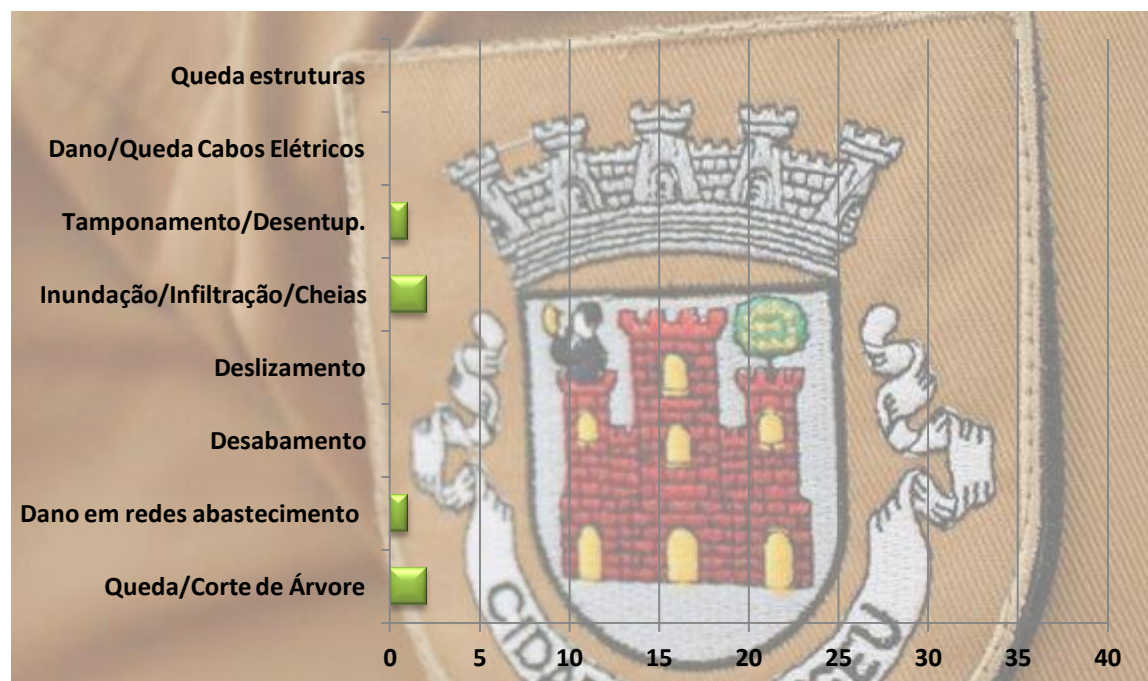 Queda estruturas
Dano/Queda Cabos Elétricos
Tamponamento/Desentup.
Inundação/Infiltração/Cheias
Deslizamento
Desabamento
Dano em redes abastecimento
Queda/Corte de Árvore
0 5 10 15 20 25 30 35 40